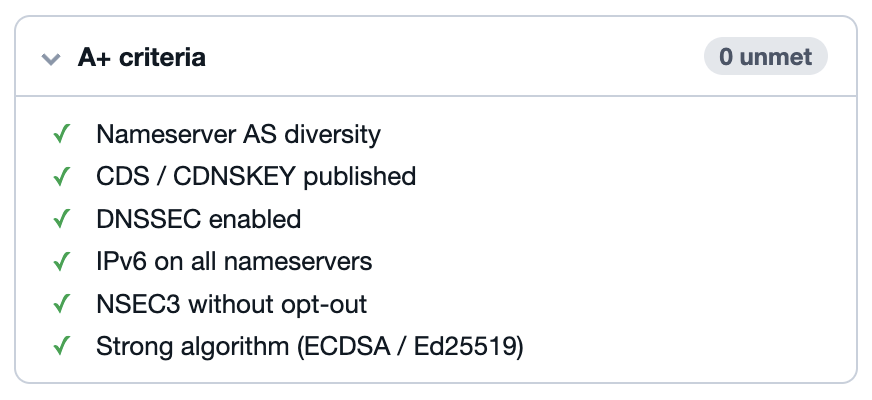 A+ criteria
0 unmet
✓ Nameserver AS diversity
✓ CDS / CDNSKEY published
✓ DNSSEC enabled
✓ IPv6 on all nameservers
✓ NSEC3 without opt-out
✓ Strong algorithm (ECDSA / Ed25519)